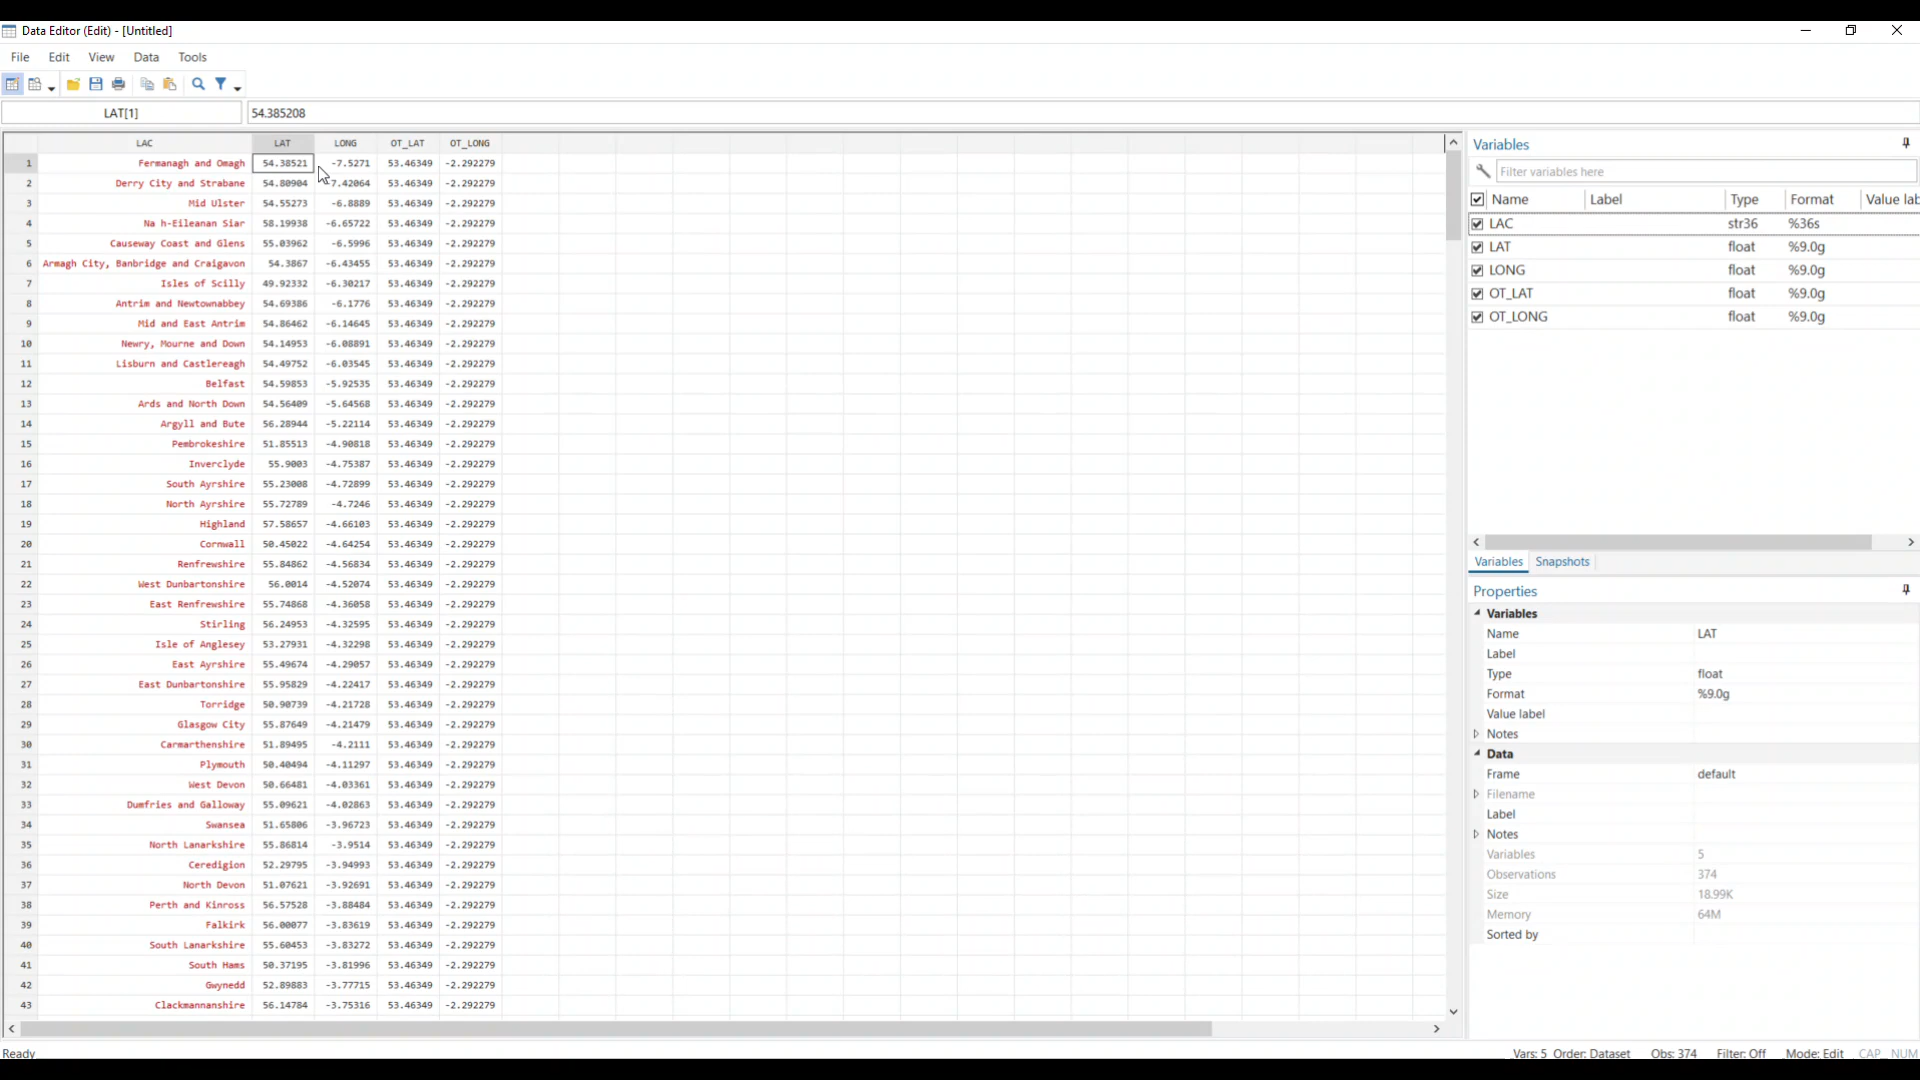 Data Editor (Edit) - [Untitled]
File Edit View Data Tools
LAT[1] 54.385208
LAC LAT LONG OT_LAT OT_LONG
1 Fermanagh and Omagh 54.38521 -7.5271 53.46349 -2.292279
2 Derry City and Strabane 54.80904 -7.42064 53.46349 -2.292279
3 Mid Ulster 54.55273 -6.8889 53.46349 -2.292279
4 Na h-Eileanan Siar 58.19938 -6.65722 53.46349 -2.292279
5 Causeway Coast and Glens 55.03962 -6.5996 53.46349 -2.292279
6 Armagh City, Banbridge and Craigavon 54.3867 -6.43455 53.46349 -2.292279
7 Isles of Scilly 49.92332 -6.30217 53.46349 -2.292279
8 Antrim and Newtownabbey 54.69386 -6.1776 53.46349 -2.292279
9 Mid and East Antrim 54.86462 -6.14645 53.46349 -2.292279
10 Newry, Mourne and Down 54.14953 -6.08891 53.46349 -2.292279
11 Lisburn and Castlereagh 54.49752 -6.03545 53.46349 -2.292279
12 Belfast 54.59853 -5.92535 53.46349 -2.292279
13 Ards and North Down 54.56409 -5.64568 53.46349 -2.292279
14 Argyll and Bute 56.28944 -5.22114 53.46349 -2.292279
15 Pembrokeshire 51.85513 -4.90818 53.46349 -2.292279
16 Inverclyde 55.9003 -4.75387 53.46349 -2.292279
17 South Ayrshire 55.23008 -4.72899 53.46349 -2.292279
18 North Ayrshire 55.72789 -4.7246 53.46349 -2.292279
19 Highland 57.58657 -4.66103 53.46349 -2.292279
20 Cornwall 50.45022 -4.64254 53.46349 -2.292279
21 Renfrewshire 55.84862 -4.56834 53.46349 -2.292279
22 West Dunbartonshire 56.0014 -4.52074 53.46349 -2.292279
23 East Renfrewshire 55.74868 -4.36058 53.46349 -2.292279
24 Stirling 56.24953 -4.32595 53.46349 -2.292279
25 Isle of Anglesey 53.27931 -4.32298 53.46349 -2.292279
26 East Ayrshire 55.49674 -4.29057 53.46349 -2.292279
27 East Dunbartonshire 55.95829 -4.22417 53.46349 -2.292279
28 Torridge 50.90739 -4.21728 53.46349 -2.292279
29 Glasgow City 55.87649 -4.21479 53.46349 -2.292279
30 Carmarthenshire 51.89495 -4.2111 53.46349 -2.292279
31 Plymouth 50.40494 -4.11297 53.46349 -2.292279
32 West Devon 50.66481 -4.03361 53.46349 -2.292279
33 Dumfries and Galloway 55.09621 -4.02863 53.46349 -2.292279
34 Swansea 51.65806 -3.96723 53.46349 -2.292279
35 North Lanarkshire 55.86814 -3.9514 53.46349 -2.292279
36 Ceredigion 52.29795 -3.94993 53.46349 -2.292279
37 North Devon 51.07621 -3.92691 53.46349 -2.292279
38 Perth and Kinross 56.57528 -3.88484 53.46349 -2.292279
39 Falkirk 56.00077 -3.83619 53.46349 -2.292279
40 South Lanarkshire 55.60453 -3.83272 53.46349 -2.292279
41 South Hams 50.37195 -3.81996 53.46349 -2.292279
42 Gwynedd 52.89883 -3.77715 53.46349 -2.292279
43 Clackmannanshire 56.14784 -3.75316 53.46349 -2.292279
Variables
Filter variables here
Name Label Type Format Value lab
LAC str36 %36s
LAT float %9.0g
LONG float %9.0g
OT_LAT float %9.0g
OT_LONG float %9.0g
Variables Snapshots
Properties
Variables
Name LAT
Label
Type float
Format %9.0g
Value label
Notes
Data
Frame default
Filename
Label
Notes
Variables 5
Observations 374
Size 18.99K
Memory 64M
Sorted by
Ready Vars: 5 Order: Dataset Obs: 374 Filter: Off Mode: Edit CAP NUM